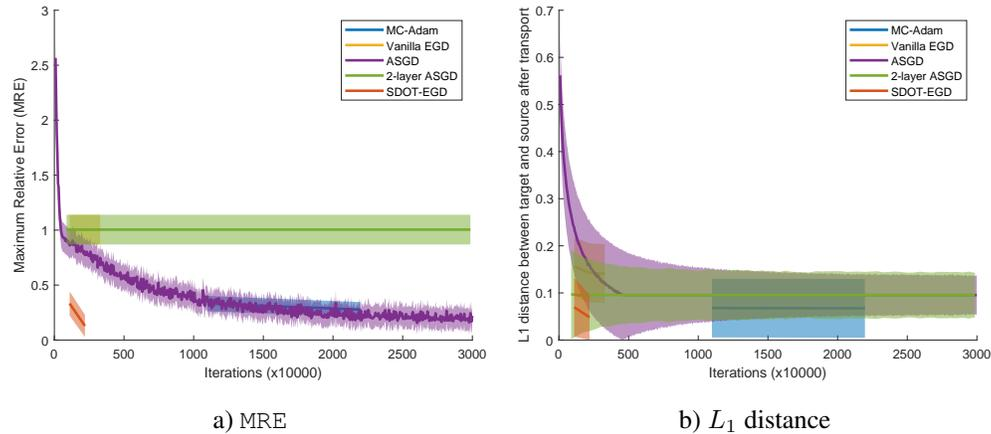 3
2.5
2
1.5
1
0.5
0
0 500 1000 1500 2000 2500 3000
Maximum Relative Error (MRE)
Iterations (x10000)
MC-Adam
Vanilla EGD
ASGD
2-layer ASGD
SDOT-EGD
a) MRE
0.7
0.6
0.5
0.4
0.3
0.2
0.1
0
0 500 1000 1500 2000 2500 3000
L1 distance between target and source after transport
Iterations (x10000)
MC-Adam
Vanilla EGD
ASGD
2-layer ASGD
SDOT-EGD
b) L₁ distance